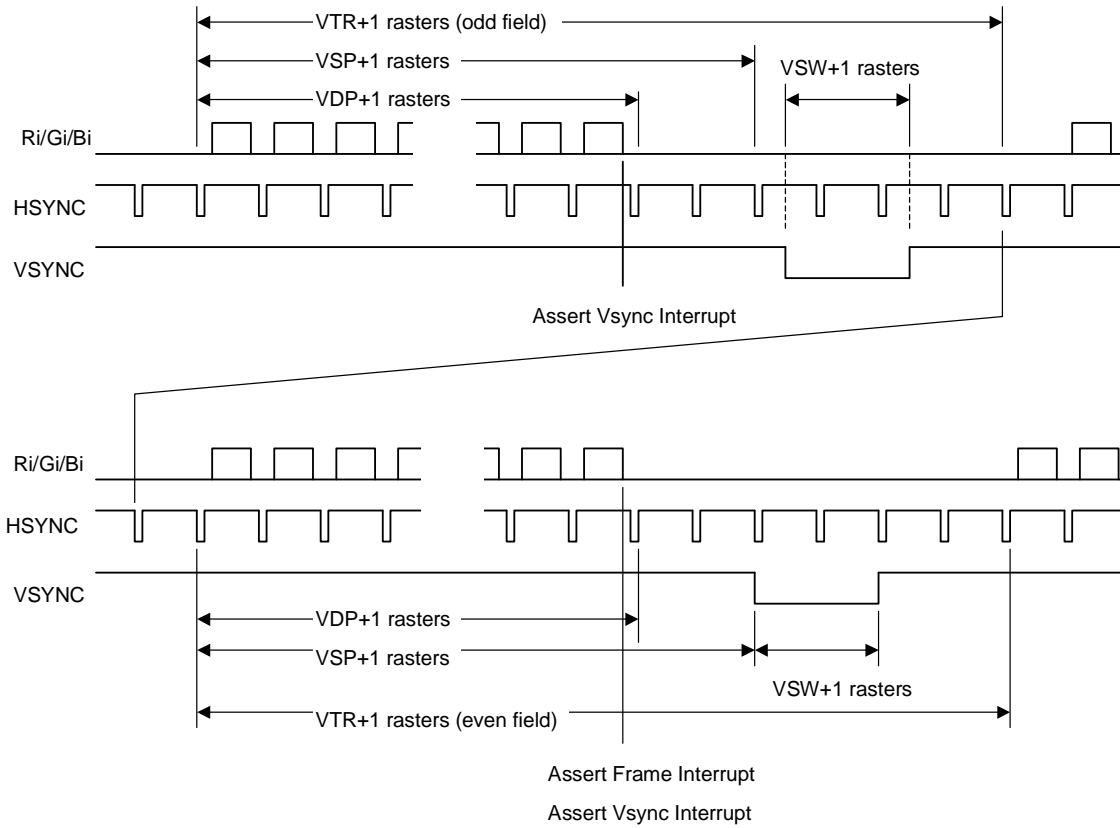 VTR+1 rasters (odd field)
VSP+1 rasters
VSW+1 rasters
VDP+1 rasters
Ri/Gi/Bi
HSYNC
VSYNC
Assert Vsync Interrupt
Ri/Gi/Bi
HSYNC
VSYNC
VDP+1 rasters
VSP+1 rasters
VSW+1 rasters
VTR+1 rasters (even field)
Assert Frame Interrupt
Assert Vsync Interrupt